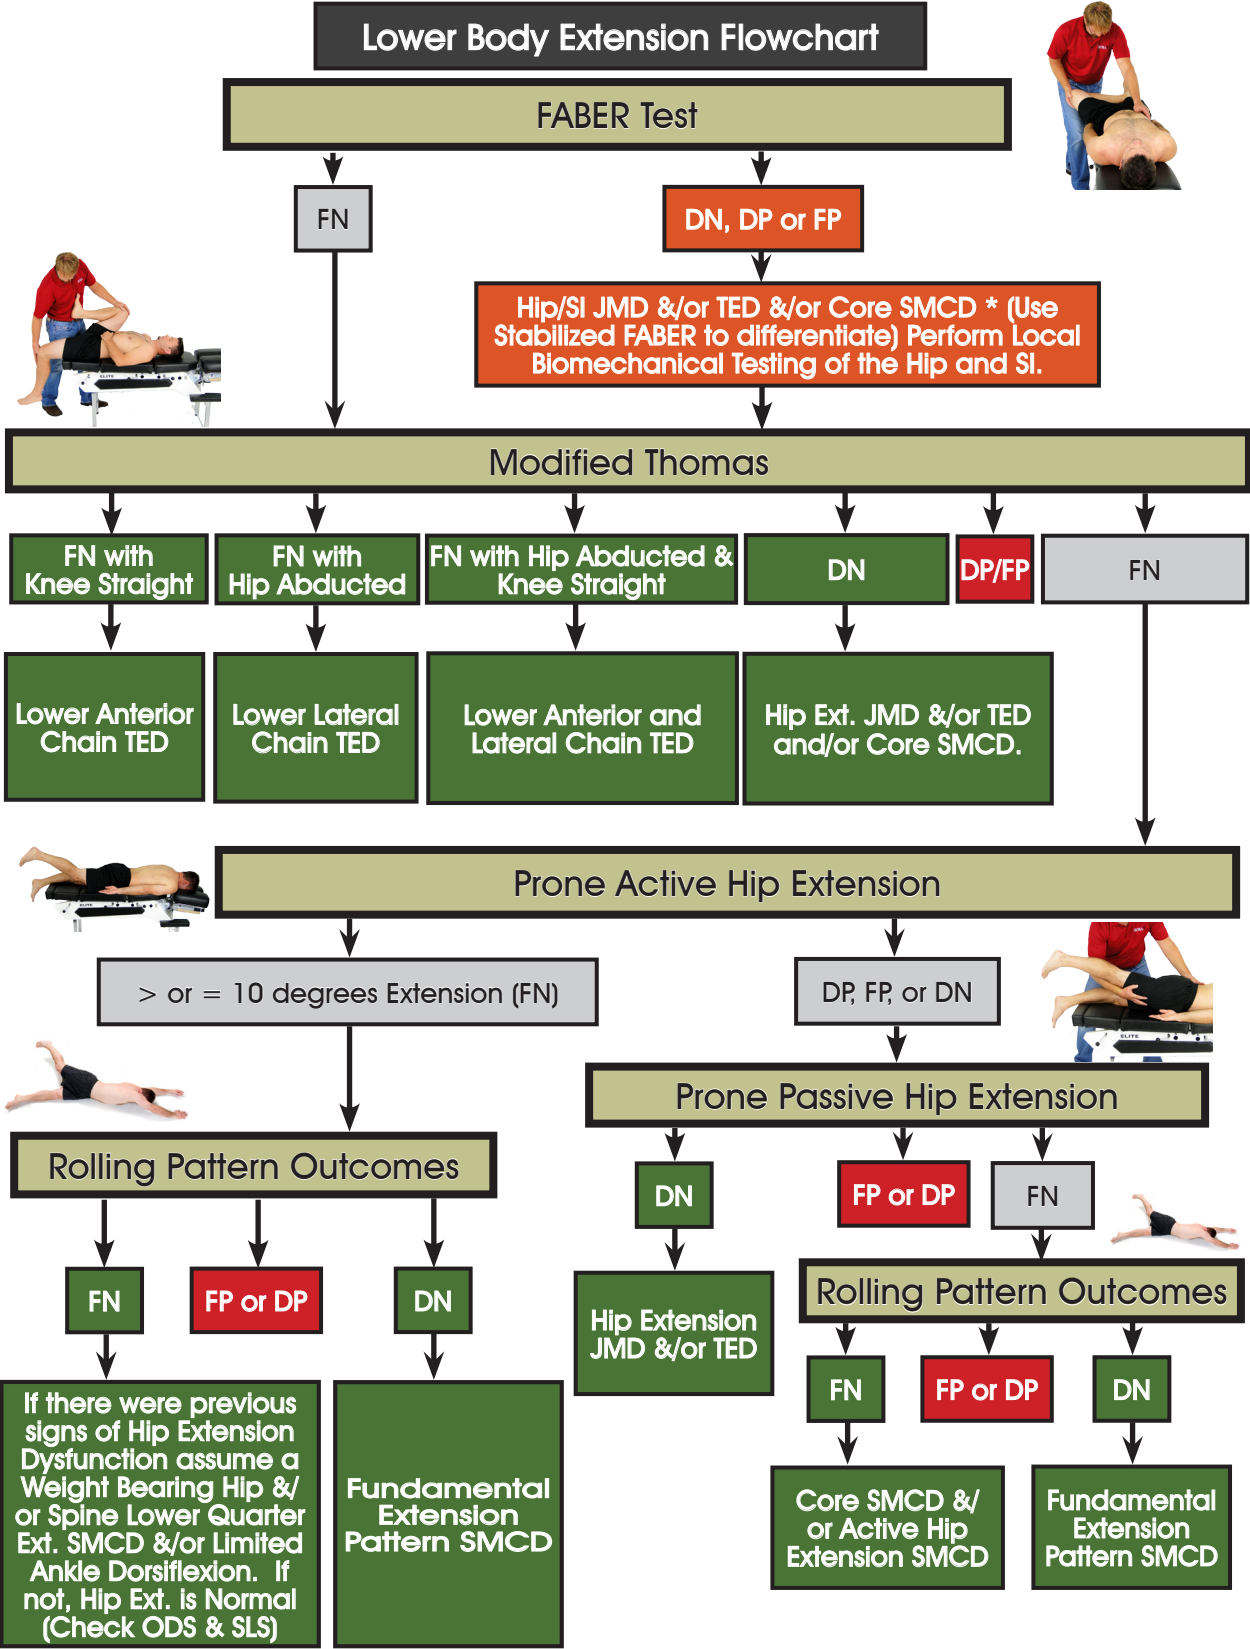 Lower Body Extension Flowchart
FABER Test
FN
DN, DP or FP
Hip/SI JMD &/or TED &/or Core SMCD * (Use
Stabilized FABER to differentiate) Perform Local
Biomechanical Testing of the Hip and SI.
ELITE
Modified Thomas
FN with
Knee Straight
FN with
Hip Abducted
FN with Hip Abducted &
Knee Straight
DN
DP/FP
FN
Lower Anterior
Chain TED
Lower Lateral
Chain TED
Lower Anterior and
Lateral Chain TED
Hip Ext. JMD &/or TED
and/or Core SMCD.
ELITE
Prone Active Hip Extension
> or = 10 degrees Extension (FN)
DP, FP, or DN
ELITE
Prone Passive Hip Extension
Rolling Pattern Outcomes
DN
FP or DP
FN
FN
FP or DP
DN
Hip Extension
JMD &/or TED
Rolling Pattern Outcomes
FN
FP or DP
DN
If there were previous
signs of Hip Extension
Dysfunction assume a
Weight Bearing Hip &/
or Spine Lower Quarter
Ext. SMCD &/or Limited
Ankle Dorsiflexion. If
not, Hip Ext. is Normal
(Check ODS & SLS)
Fundamental
Extension
Pattern SMCD
Core SMCD &/
or Active Hip
Extension SMCD
Fundamental
Extension
Pattern SMCD